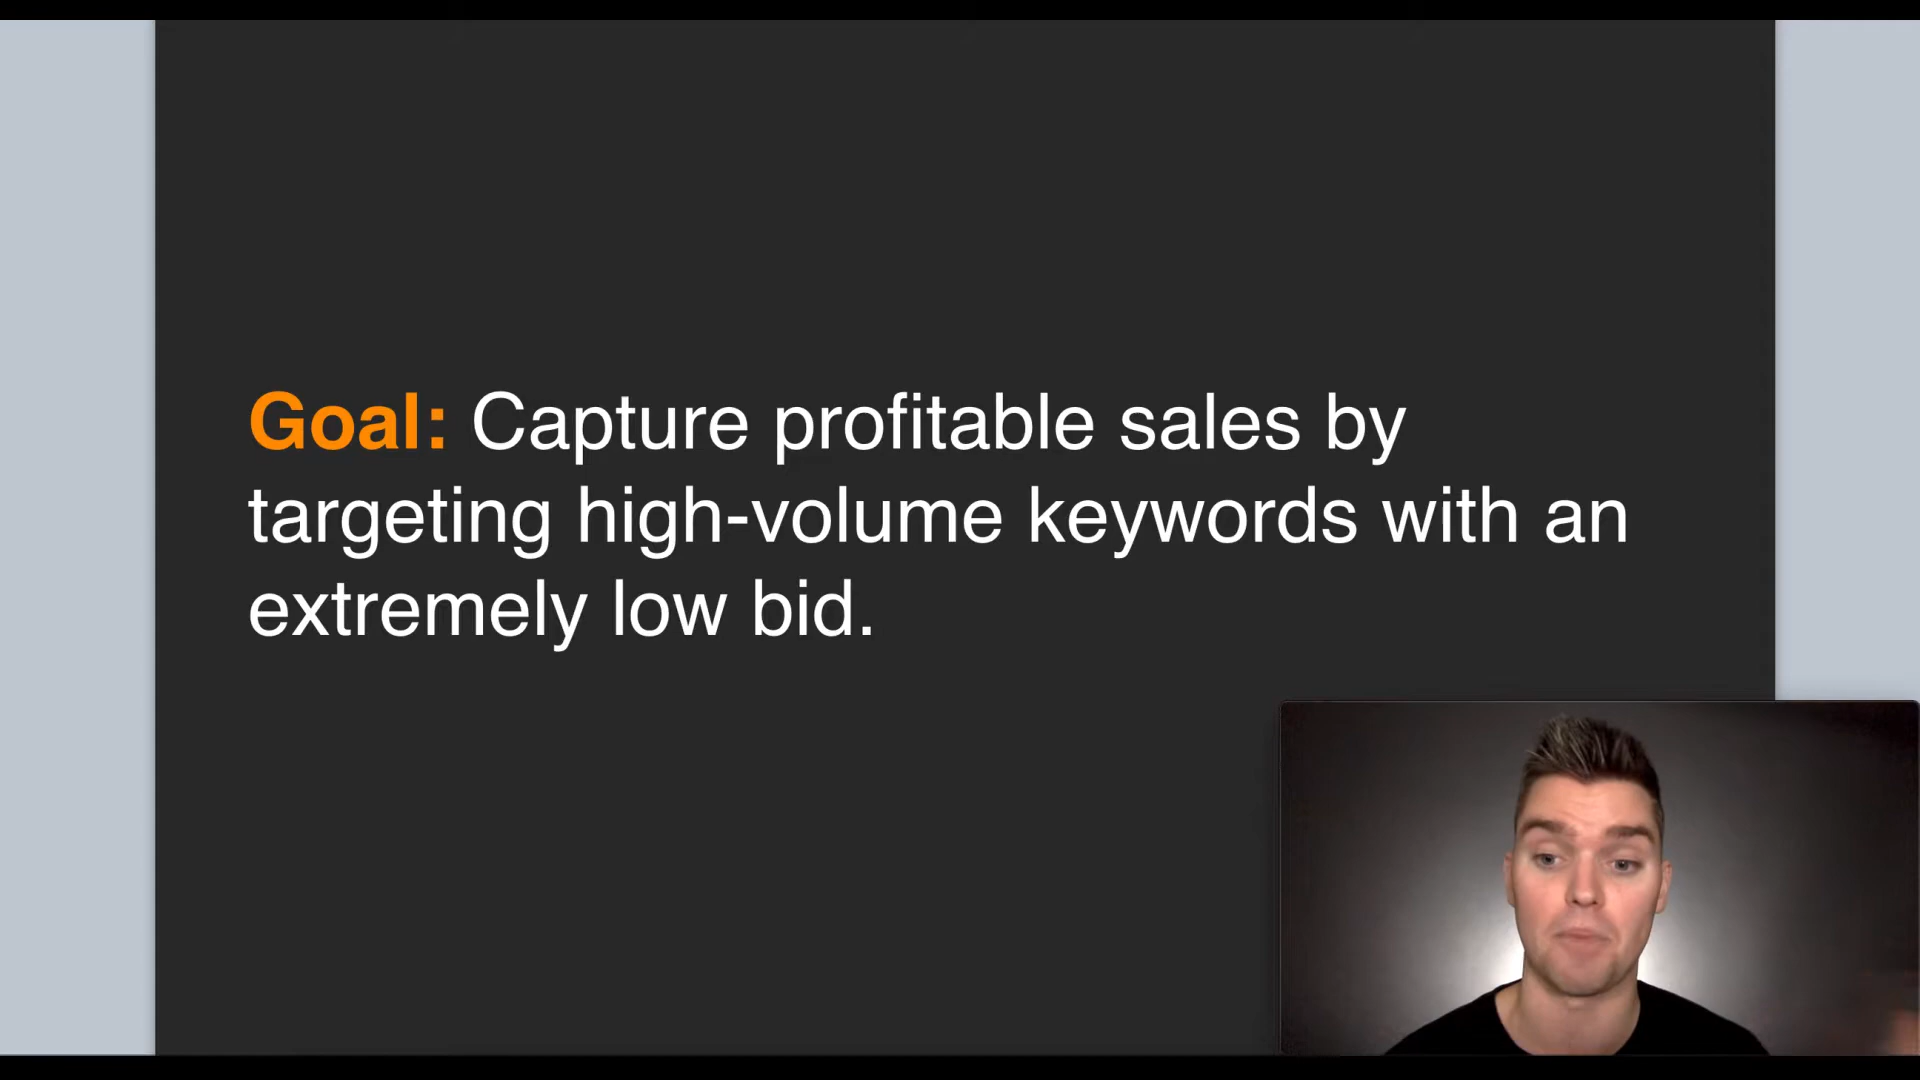 Goal: Capture profitable sales by
targeting high-volume keywords with an
extremely low bid.